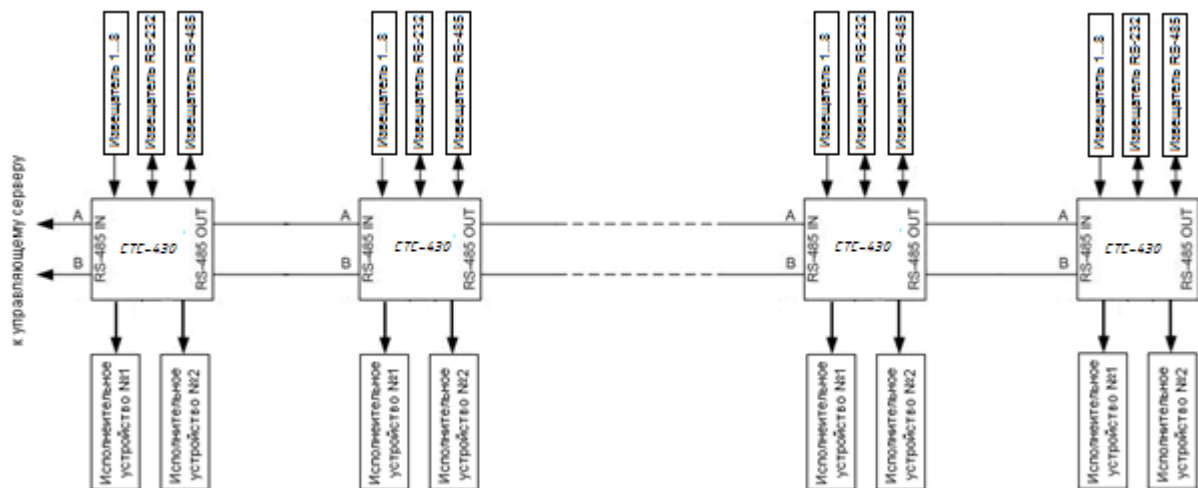 Извещатель 1...8
Извещатель RS-232
Извещатель RS-485
Извещатель 1...8
Извещатель RS-232
Извещатель RS-485
Извещатель 1...8
Извещатель RS-232
Извещатель RS-485
Извещатель 1...8
Извещатель RS-232
Извещатель RS-485
к управляющему серверу
A
B
RS-485 IN
СТС-430
RS-485 OUT
A
B
RS-485 IN
СТС-430
RS-485 OUT
A
B
RS-485 IN
СТС-430
RS-485 OUT
A
B
RS-485 IN
СТС-430
RS-485 OUT
Исполнительное
устройство №1
Исполнительное
устройство №2
Исполнительное
устройство №1
Исполнительное
устройство №2
Исполнительное
устройство №1
Исполнительное
устройство №2
Исполнительное
устройство №1
Исполнительное
устройство №2